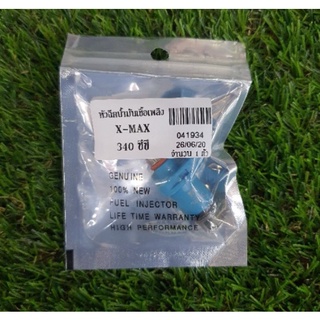 หัวฉีดน้ำมันเชื้อเพลิง
X-MAX
340 ซีซี
041934
26/06/20
จำนวน 1 ตัว
GENUINE
100% NEW
FUEL INJECTOR
LIFE TIME WARRANTY
HIGH PERFORMANCE